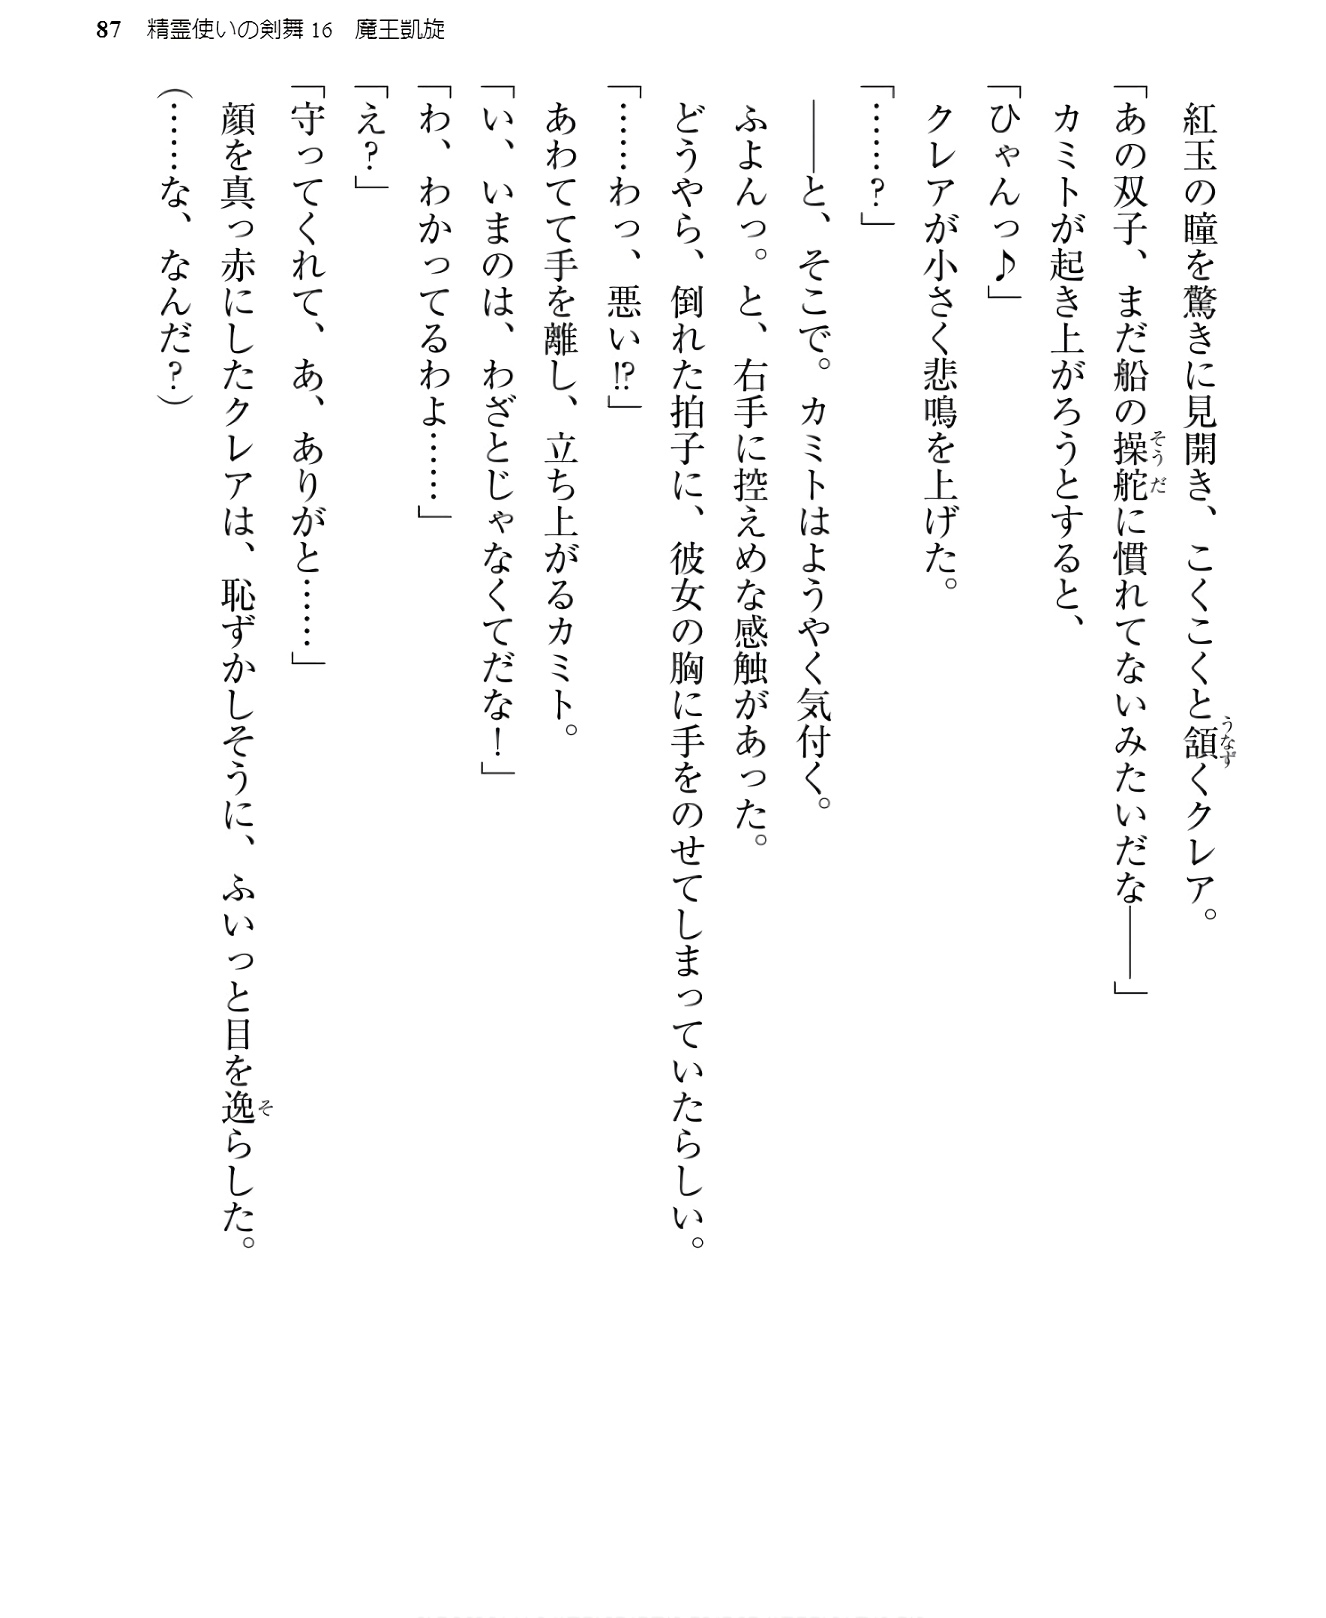 87 精霊使いの剣舞16 魔王凱旋
紅玉の瞳を驚きに見開き、こくこくと頷くクレア。
「あの双子、まだ船の操舵に慣れてないみたいだな――」
カミトが起き上がろうとすると、
「ひゃんっ♪」
クレアが小さく悲鳴を上げた。
「……？」
――と、そこで。カミトはようやく気付く。
ふよんっ。と、右手に控えめな感触があった。
どうやら、倒れた拍子に、彼女の胸に手をのせてしまっていたらしい。
「……わっ、悪い!?」
あわてて手を離し、立ち上がるカミト。
「い、いまのは、わざとじゃなくてだな！」
「わ、わかってるわよ……」
「え？」
「守ってくれて、あ、ありがと……」
顔を真っ赤にしたクレアは、恥ずかしそうに、ふいっと目を逸らした。
（……な、なんだ？）